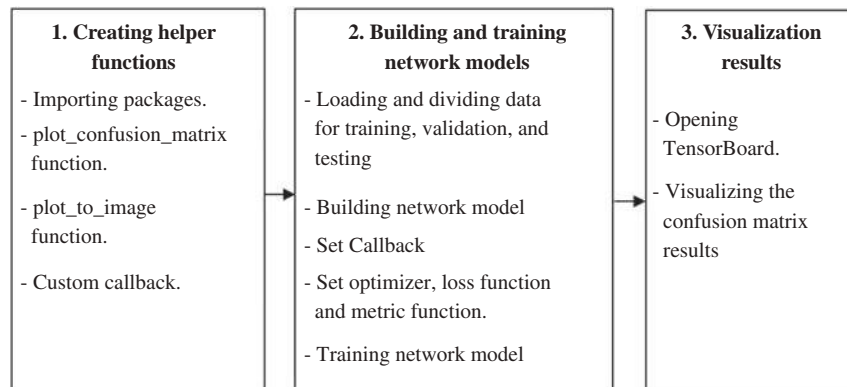 1. Creating helper
functions
- Importing packages.
- plot_confusion_matrix
function.
- plot_to_image
function.
- Custom callback.
2. Building and training
network models
- Loading and dividing data
for training, validation, and
testing
- Building network model
- Set Callback
- Set optimizer, loss function
and metric function.
- Training network model
3. Visualization
results
- Opening
TensorBoard.
- Visualizing the
confusion matrix
results